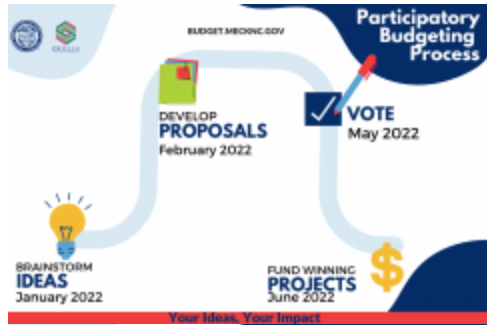 BUDGET.MECKNC.GOV
Participatory
Budgeting
Process
DEVELOP
PROPOSALS
February 2022
VOTE
May 2022
BRAINSTORM
IDEAS
January 2022
FUND WINNING
PROJECTS
June 2022
Your Ideas, Your Impact